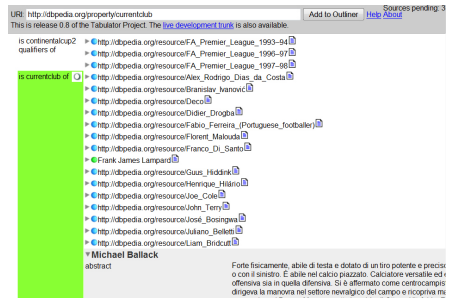 Sources pending: 3
URI: http://dbpedia.org/property/currentclub Add to Outliner Help About
This is release 0.8 of the Tabulator Project. The live development trunk is also available.
is continentalcup2 qualifiers of
http://dbpedia.org/resource/FA_Premier_League_1993–94
http://dbpedia.org/resource/FA_Premier_League_1996–97
http://dbpedia.org/resource/FA_Premier_League_1997–98
is currentclub of
http://dbpedia.org/resource/Alex_Rodrigo_Dias_da_Costa
http://dbpedia.org/resource/Branislav_Ivanović
http://dbpedia.org/resource/Deco
http://dbpedia.org/resource/Didier_Drogba
http://dbpedia.org/resource/Fabio_Ferreira_(Portuguese_footballer)
http://dbpedia.org/resource/Florent_Malouda
http://dbpedia.org/resource/Franco_Di_Santo
Frank James Lampard
http://dbpedia.org/resource/Guus_Hiddink
http://dbpedia.org/resource/Henrique_Hilário
http://dbpedia.org/resource/Joe_Cole
http://dbpedia.org/resource/John_Terry
http://dbpedia.org/resource/José_Bosingwa
http://dbpedia.org/resource/Juliano_Belletti
http://dbpedia.org/resource/Liam_Bridcutt
Michael Ballack
abstract
Forte fisicamente, abile di testa e dotato di un tiro potente e preciso
o con il sinistro. È abile nel calcio piazzato. Calciatore versatile ed
offensiva sia in quella difensiva. Si è affermato come centrocampist
dirigeva la manovra nel settore nevralgico del campo e ricopriva ma